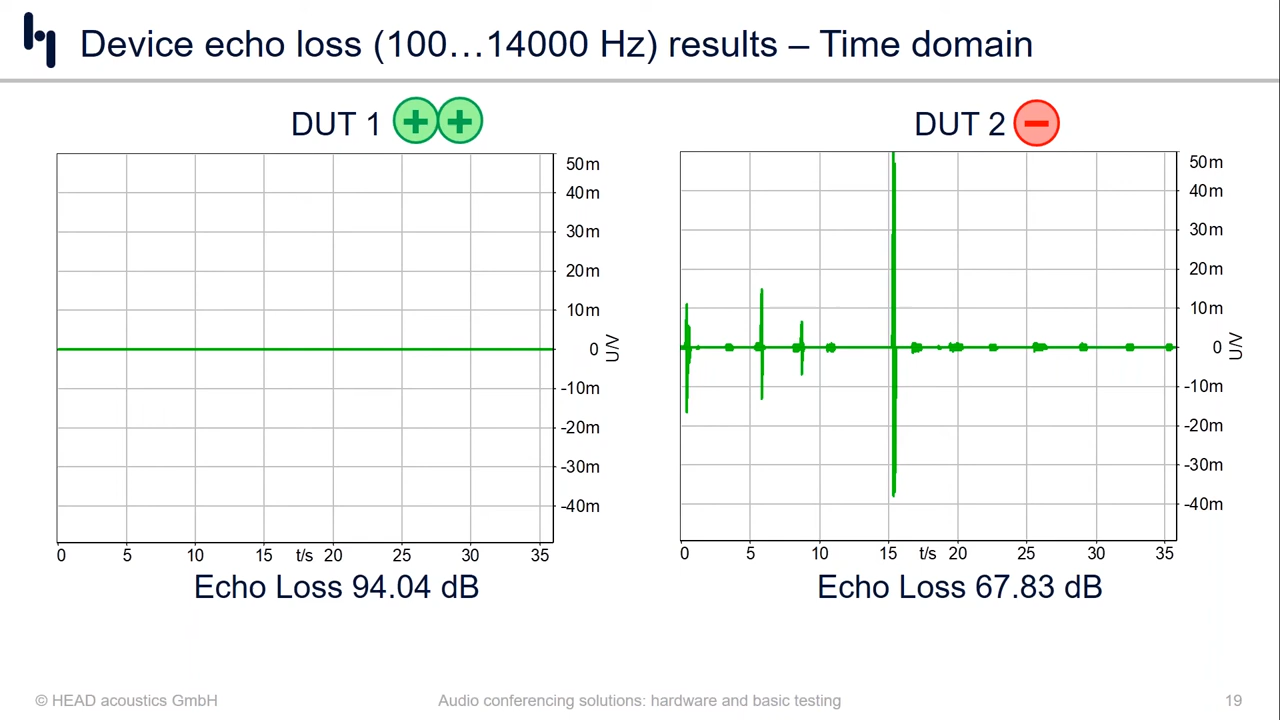 Device echo loss (100…14000 Hz) results – Time domain
DUT 1
50m
40m
30m
20m
10m
0
-10m
-20m
-30m
-40m
U/V
0 5 10 15 t/s 20 25 30 35
Echo Loss 94.04 dB
DUT 2
50m
40m
30m
20m
10m
0
-10m
-20m
-30m
-40m
U/V
0 5 10 15 t/s 20 25 30 35
Echo Loss 67.83 dB
© HEAD acoustics GmbH
Audio conferencing solutions: hardware and basic testing
19